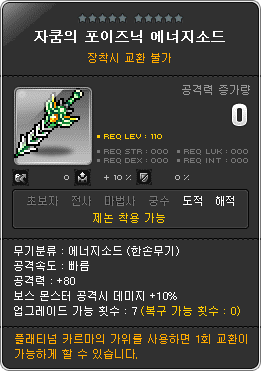 자쿰의 포이즈닉 에너지소드
장착시 교환 불가
공격력 증가량
0
REQ LEV : 110
REQ STR : 000 REQ LUK : 000
REQ DEX : 000 REQ INT : 000
0 + 10 % 0
초보자 전사 마법사 궁수 도적 해적
제논 착용 가능
무기분류 : 에너지소드 (한손무기)
공격속도 : 빠름
공격력 : +80
보스 몬스터 공격시 데미지 +10%
업그레이드 가능 횟수 : 7 (복구 가능 횟수 : 0)
플래티넘 카르마의 가위를 사용하면 1회 교환이
가능하게 할 수 있습니다.